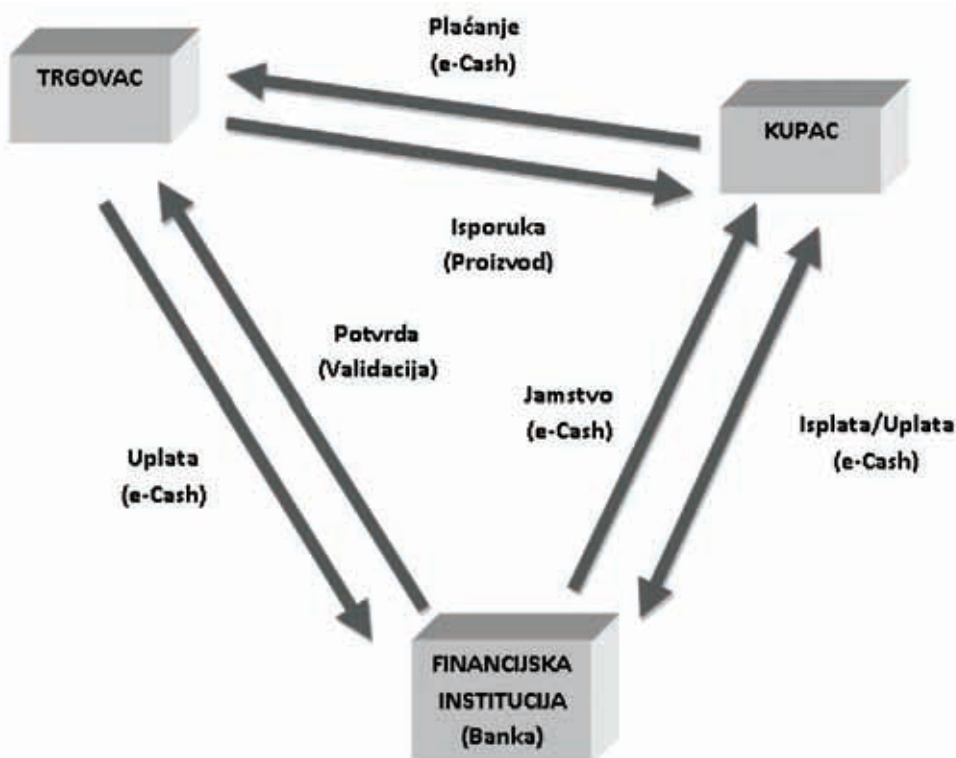 Plaćanje
(e-Cash)
TRGOVAC
KUPAC
Isporuka
(Proizvod)
Potvrda
(Validacija)
Jamstvo
(e-Cash)
Isplata/Uplata
(e-Cash)
Uplata
(e-Cash)
FINANCIJSKA
INSTITUCIJA
(Banka)